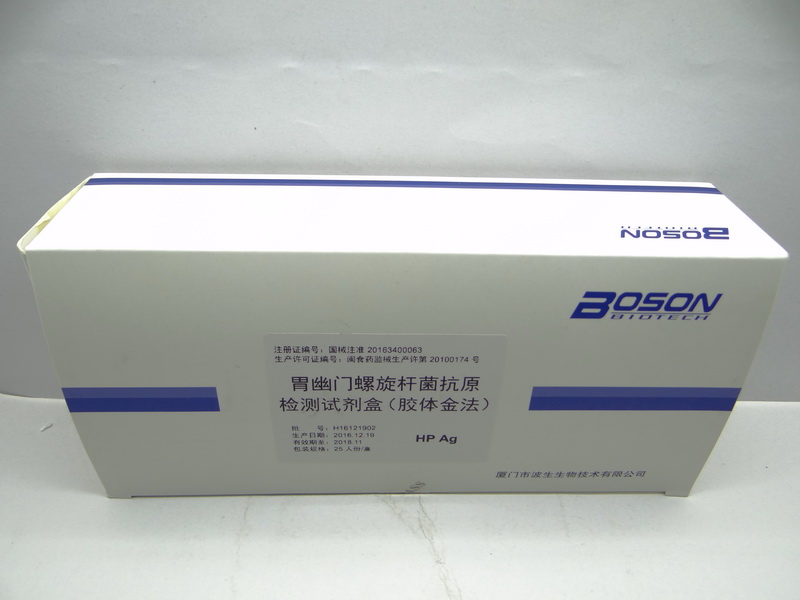 BOSON
BIOTECH
BOSON
BIOTECH
注册证编号：国械注准 20163400063
生产许可证编号：闽食药监械生产许第 20100174 号
胃幽门螺旋杆菌抗原
检测试剂盒（胶体金法）
批 号：H16121902
生产日期：2016.12.19
有效期至：2018.11
包装规格：25 人份/盒
HP Ag
厦门市波生生物技术有限公司